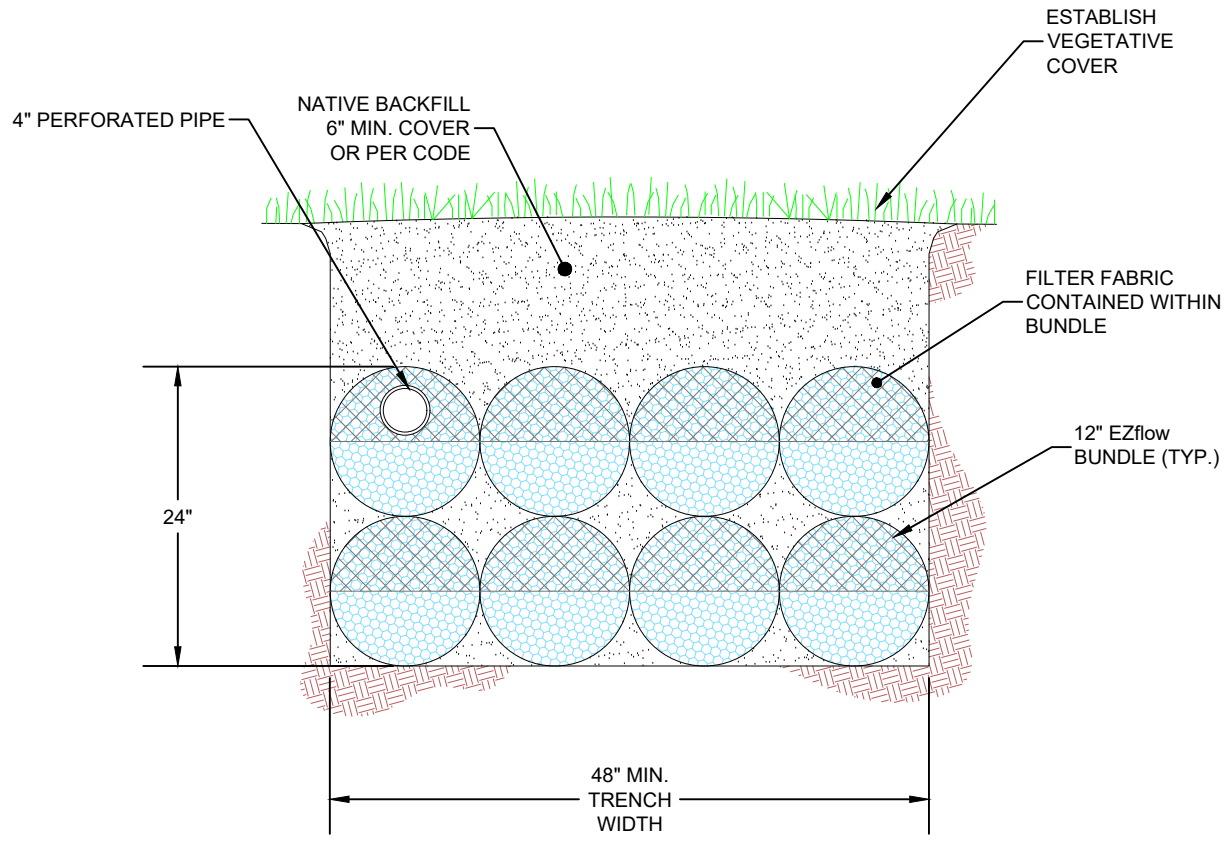 ESTABLISH
VEGETATIVE
COVER
NATIVE BACKFILL
6" MIN. COVER
OR PER CODE
4" PERFORATED PIPE
FILTER FABRIC
CONTAINED WITHIN
BUNDLE
12" EZflow
BUNDLE (TYP.)
24"
48" MIN.
TRENCH
WIDTH